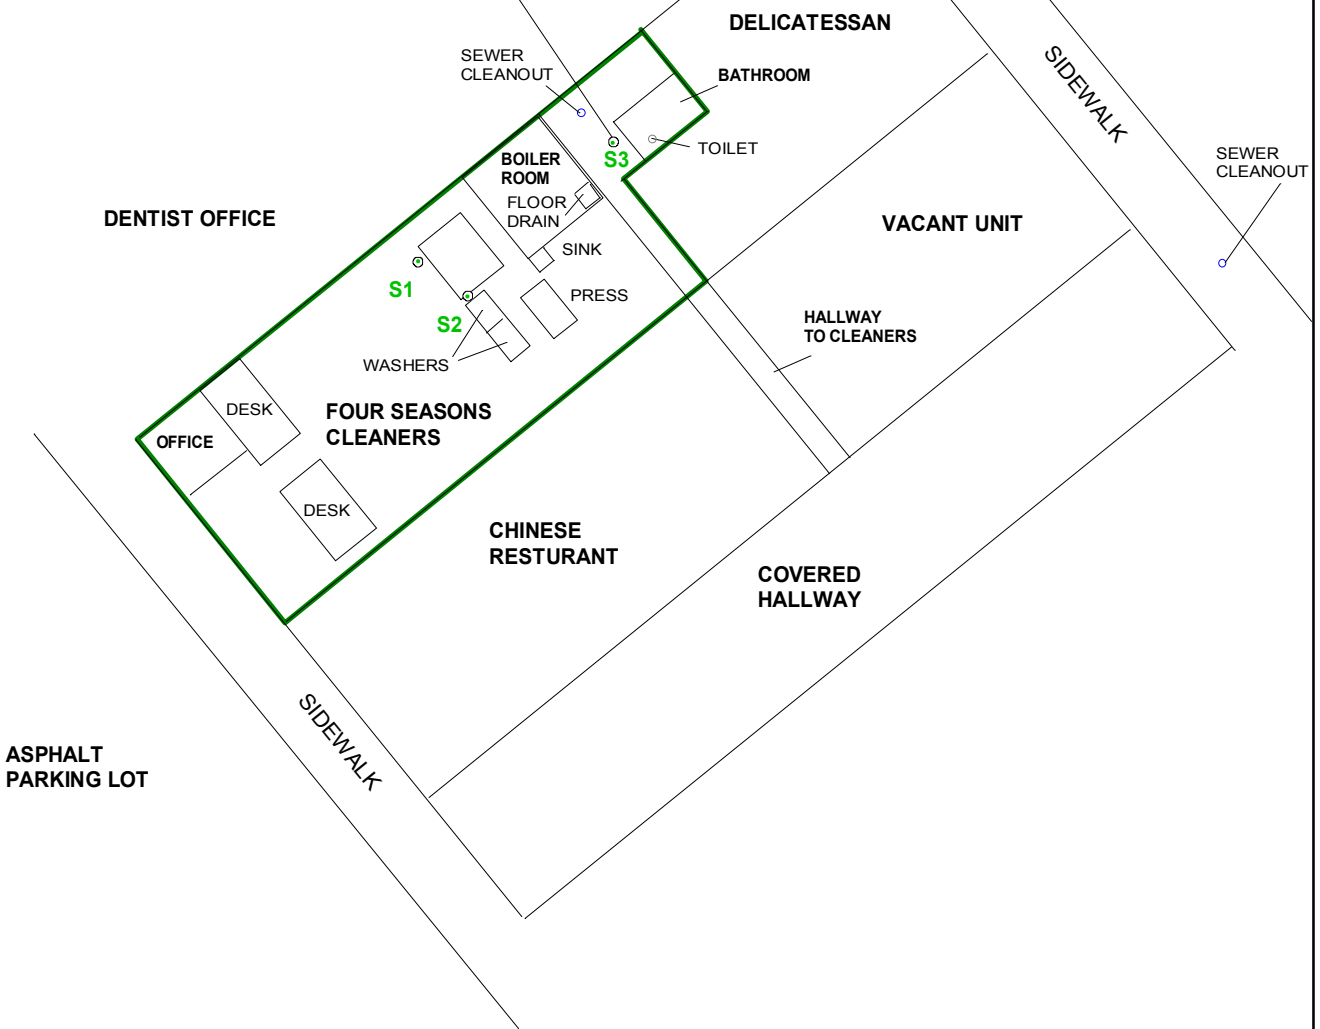 DELICATESSAN
SIDEWALK
SEWER
CLEANOUT
BATHROOM
TOILET
S3
BOILER
ROOM
FLOOR
DRAIN
SEWER
CLEANOUT
DENTIST OFFICE
VACANT UNIT
SINK
S1
PRESS
S2
HALLWAY
TO CLEANERS
WASHERS
DESK
FOUR SEASONS
CLEANERS
OFFICE
DESK
CHINESE
RESTURANT
COVERED
HALLWAY
SIDEWALK
ASPHALT
PARKING LOT